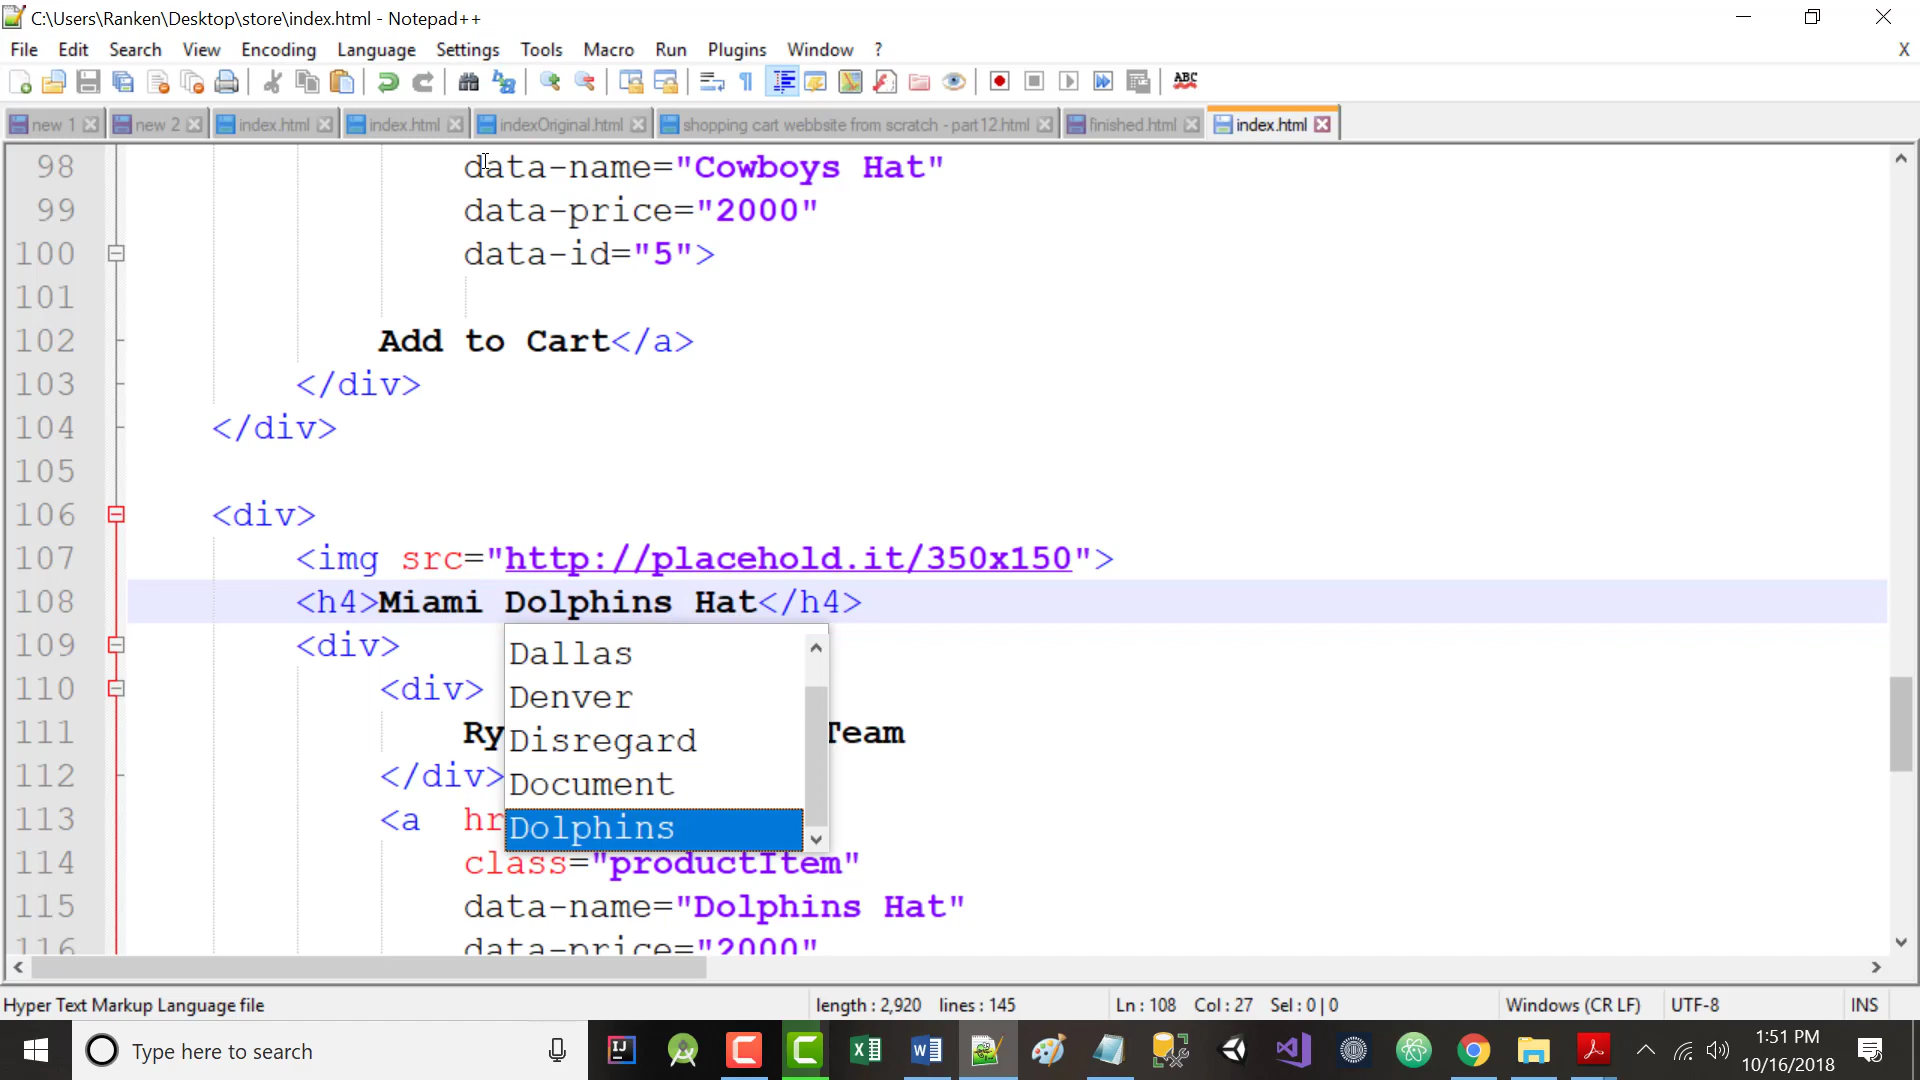 C:\Users\Ranken\Desktop\store\index.html - Notepad++
File Edit Search View Encoding Language Settings Tools Macro Run Plugins Window ? X
ABC
new 1 new 2 index.html index.html indexOriginal.html shopping cart webbsite from scratch - part12.html finished.html index.html
98 data-name="Cowboys Hat"
99 data-price="2000"
100 data-id="5">
101
102 Add to Cart</a>
103 </div>
104 </div>
105
106 <div>
107 <img src="http://placehold.it/350x150">
108 <h4>Miami Dolphins Hat</h4>
109 <div>
Dallas
110 <div>
Denver
111 Ry Team
Disregard
112 </div>
Document
113 <a hr
Dolphins
114 class="productItem"
115 data-name="Dolphins Hat"
116 data-price="2000"
Hyper Text Markup Language file length : 2,920 lines : 145 Ln : 108 Col : 27 Sel : 0 | 0 Windows (CR LF) UTF-8 INS
Type here to search
1:51 PM
10/16/2018